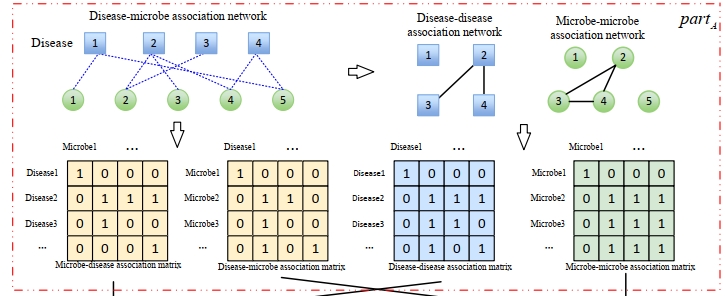 Disease-microbe association network
Disease
1 2 3 4
1 2 3 4 5
Disease-disease
association network
1 2
3 4
Microbe-microbe
association network
1 2
3 4 5
part A
Microbe1 ...
Disease1 1 0 0 0
Disease2 0 1 1 1
Disease3 0 1 0 0
... 0 0 0 1
Microbe-disease association matrix
Disease1 ...
Microbe1 1 0 0 0
Microbe2 0 1 1 0
Microbe3 0 1 0 0
... 0 1 0 1
Disease-microbe association matrix
Disease1 ...
Disease1 1 0 0 0
Disease2 0 1 1 1
Disease3 0 1 1 0
... 0 1 0 1
Disease-disease association matrix
Microbe1 ...
Microbe1 1 0 0 0
Microbe2 0 1 1 1
Microbe3 0 1 1 1
... 0 1 1 1
Microbe-microbe association matrix